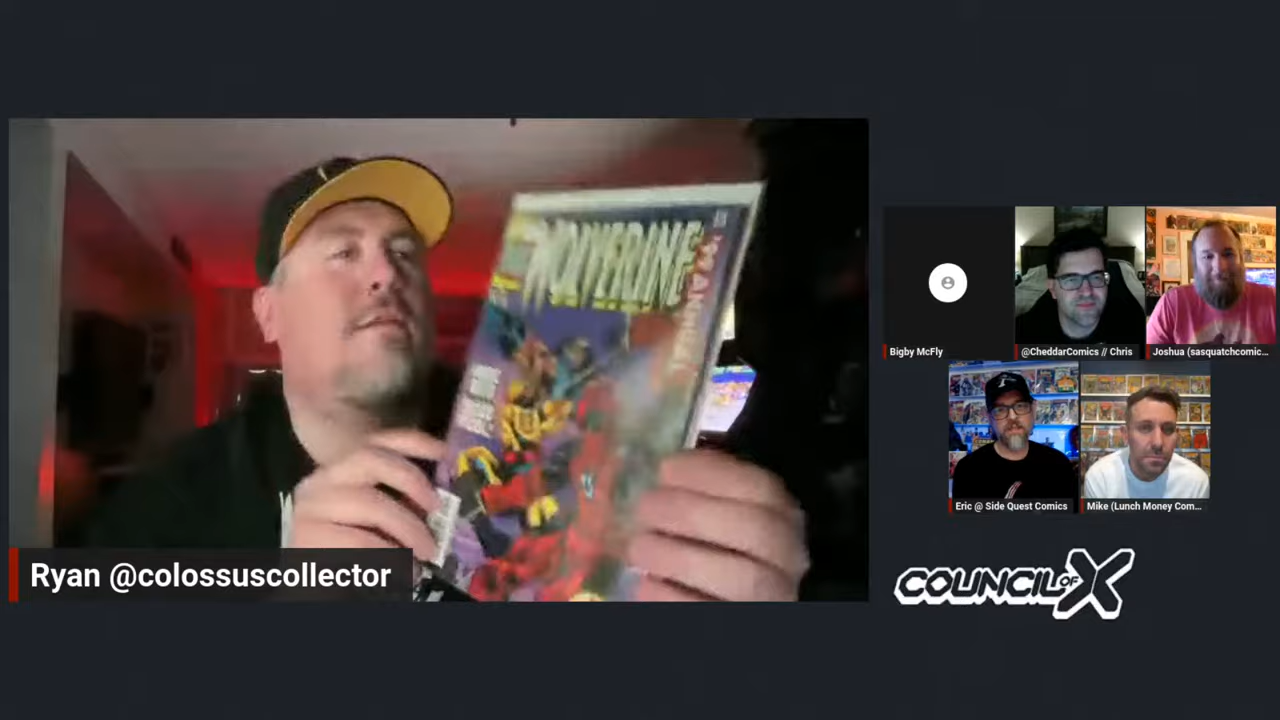 WOLVERINE
Ryan @colossuscollector
Bigby McFly
@CheddarComics // Chris
Joshua (sasquatchcomic...
Eric @ Side Quest Comics
Mike (Lunch Money Com...
COUNCIL OF X